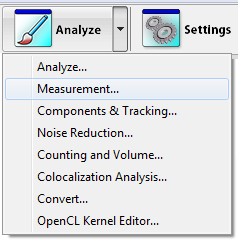 Analyze
Settings
Analyze...
Measurement...
Components & Tracking...
Noise Reduction...
Counting and Volume...
Colocalization Analysis...
Convert...
OpenCL Kernel Editor...